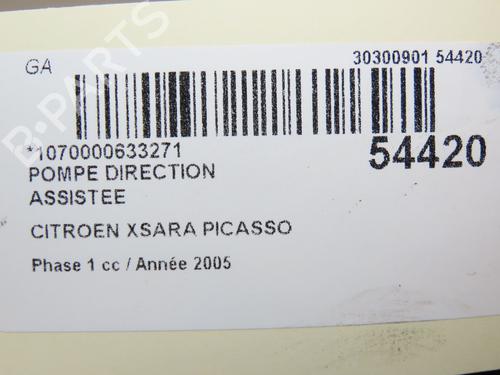 GA
30300901 54420
*1070000633271
54420
POMPE DIRECTION
ASSISTEE
CITROEN XSARA PICASSO
Phase 1 cc / Année 2005
B-PARTS